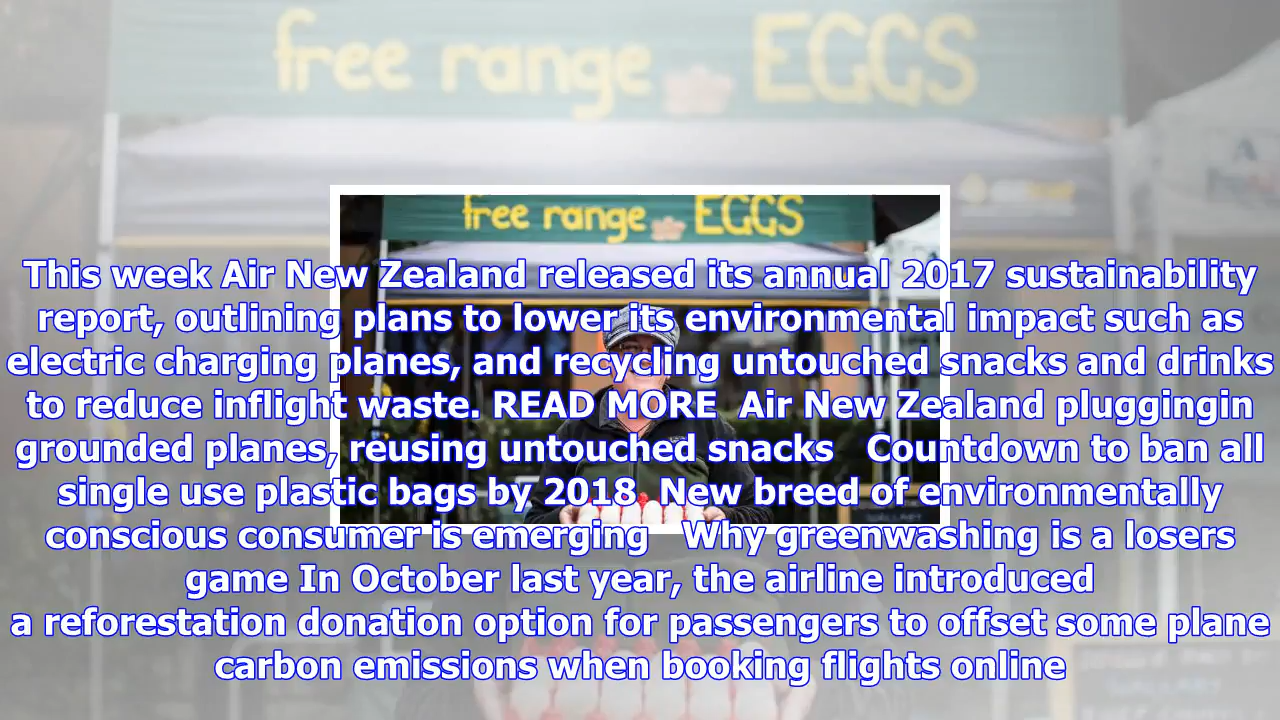 free range EGGS
free range EGGS
This week Air New Zealand released its annual 2017 sustainability
report, outlining plans to lower its environmental impact such as
electric charging planes, and recycling untouched snacks and drinks
to reduce inflight waste. READ MORE  Air New Zealand pluggingin
grounded planes, reusing untouched snacks   Countdown to ban all
single use plastic bags by 2018  New breed of environmentally
conscious consumer is emerging   Why greenwashing is a losers
game In October last year, the airline introduced
a reforestation donation option for passengers to offset some plane
carbon emissions when booking flights online